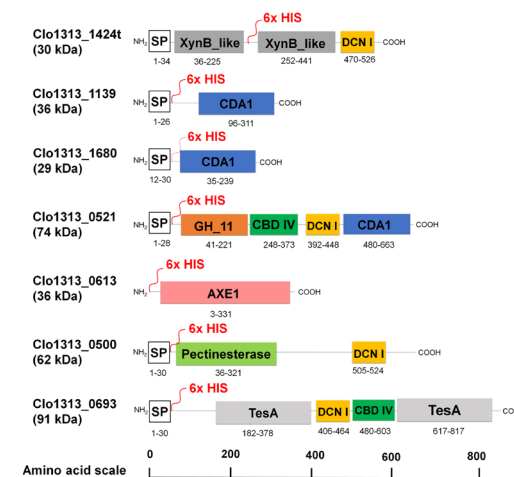 6x HIS
Clo1313_1424t
(30 kDa)
NH2 SP XynB_like XynB_like DCN I COOH
1-34 36-225 252-441 470-526
6x HIS
Clo1313_1139
(36 kDa)
NH2 SP CDA1 COOH
1-26 96-311
6x HIS
Clo1313_1680
(29 kDa)
NH2 SP CDA1 COOH
12-30 35-239
6x HIS
Clo1313_0521
(74 kDa)
NH2 SP GH_11 CBD IV DCN I CDA1 COOH
1-28 41-221 248-373 392-448 480-663
6x HIS
Clo1313_0613
(36 kDa)
NH2 AXE1 COOH
3-331
6x HIS
Clo1313_0500
(62 kDa)
NH2 SP Pectinesterase DCN I COOH
1-30 36-321 505-524
6x HIS
Clo1313_0693
(91 kDa)
NH2 SP TesA DCN I CBD IV TesA CO
1-30 182-378 406-464 480-603 617-817
Amino acid scale 0 200 400 600 800